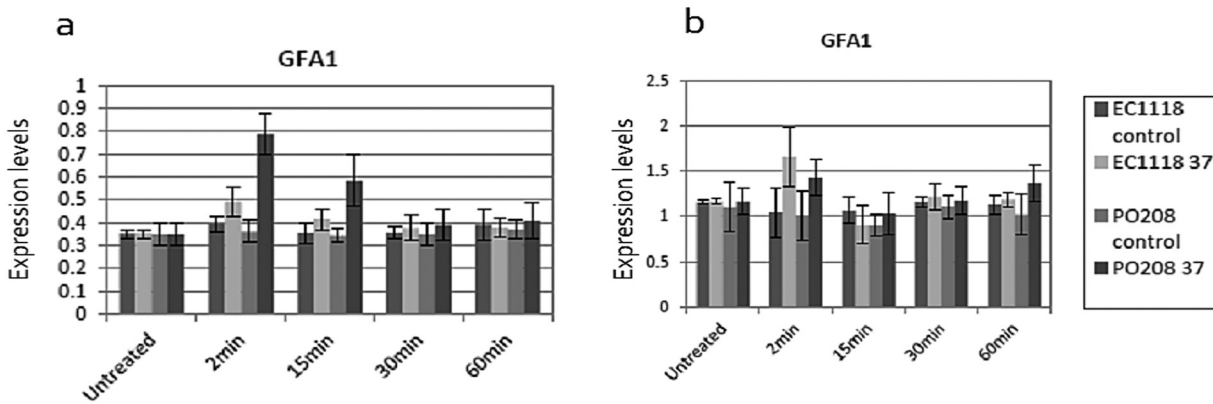 a
GFA1
Expression levels
1
0.9
0.8
0.7
0.6
0.5
0.4
0.3
0.2
0.1
0
Untreated
2min
15min
30min
60min
b
GFA1
Expression levels
2.5
2
1.5
1
0.5
0
Untreated
2min
15min
30min
60min
EC1118
control
EC1118 37
PO208
control
PO208 37